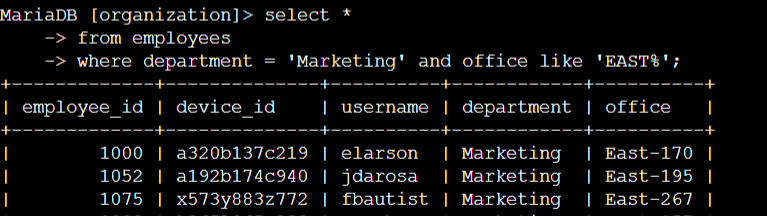 MariaDB [organization]> select *
    -> from employees
    -> where department = 'Marketing' and office like 'EAST%';
+-------------+--------------+----------+------------+----------+
| employee_id | device_id    | username | department | office   |
+-------------+--------------+----------+------------+----------+
|        1000 | a320b137c219 | elarson  | Marketing  | East-170 |
|        1052 | a192b174c940 | jdarosa  | Marketing  | East-195 |
|        1075 | x573y883z772 | fbautist | Marketing  | East-267 |